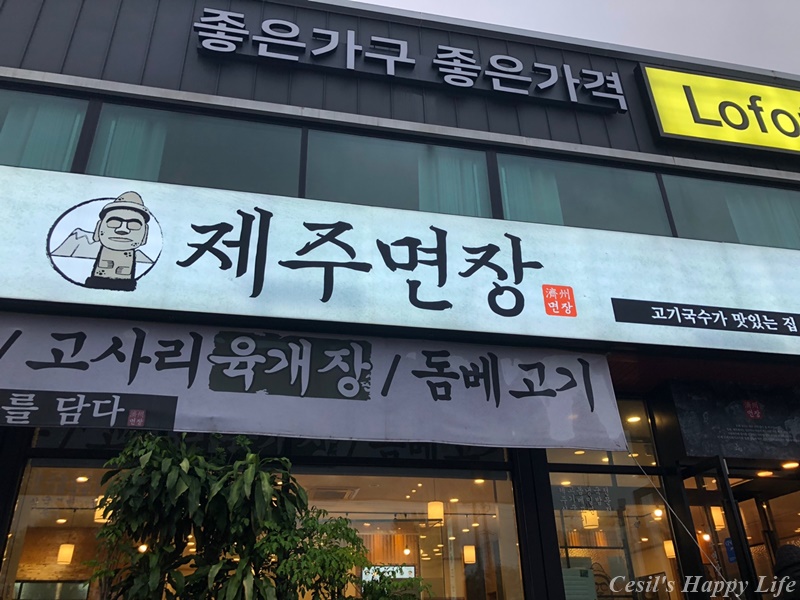 좋은가구 좋은가격
Lofo
제주면장
濟州
면장
고기국수가 맛있는 집
/ 고사리육개장 / 돔베고기
를 담다
면장
Cesil's Happy Life